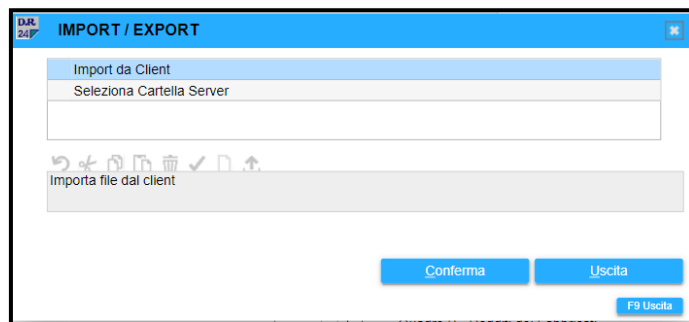 D.R.
24
IMPORT / EXPORT
Import da Client
Seleziona Cartella Server
Importa file dal client
Conferma
Uscita
F9 Uscita